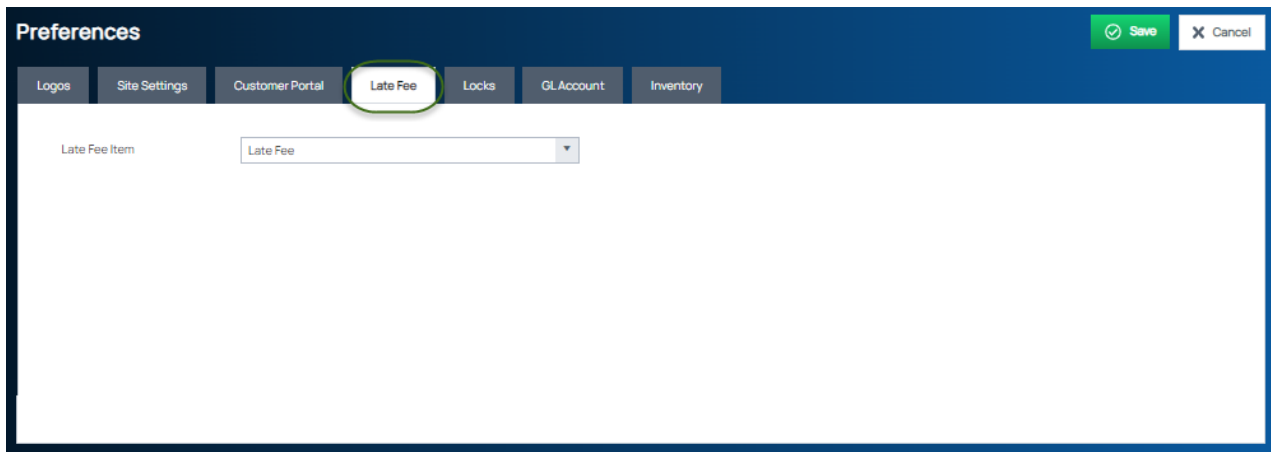 Preferences
Save
Cancel
Logos
Site Settings
Customer Portal
Late Fee
Locks
GL Account
Inventory
Late Fee Item
Late Fee